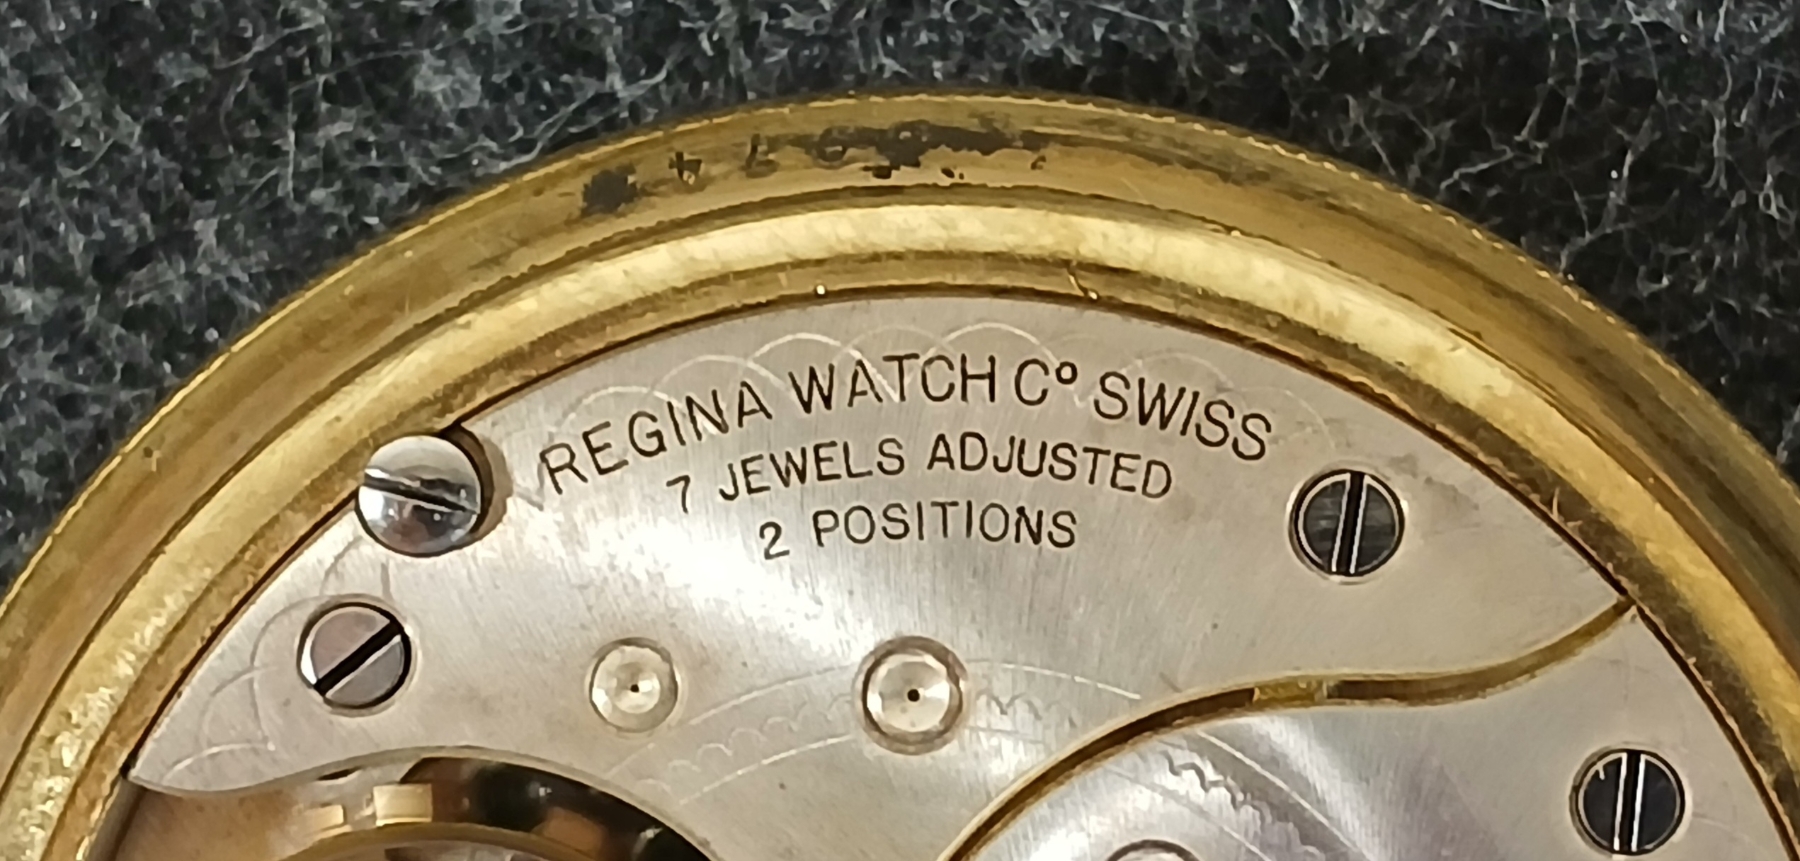 REGINA WATCH Cº SWISS
7 JEWELS ADJUSTED
2 POSITIONS